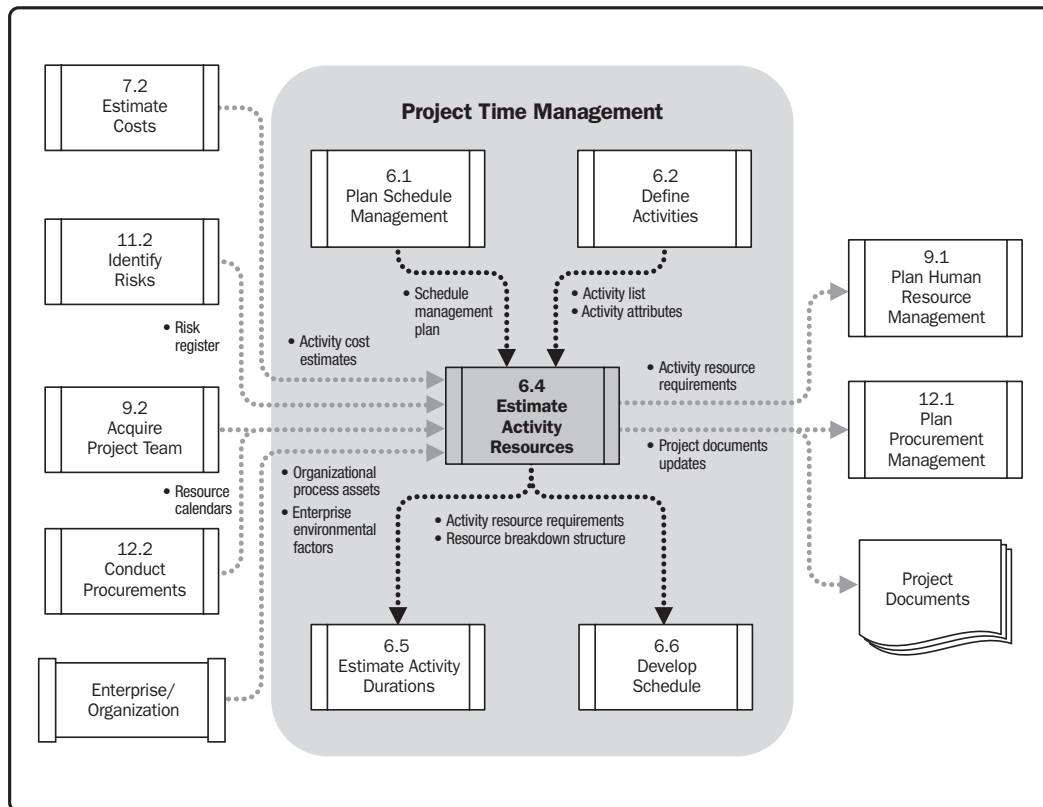 Project Time Management
7.2
Estimate
Costs
11.2
Identify
Risks
• Risk
register
9.2
Acquire
Project Team
• Resource
calendars
12.2
Conduct
Procurements
Enterprise/
Organization
6.1
Plan Schedule
Management
6.2
Define
Activities
• Schedule
management
plan
• Activity list
• Activity attributes
• Activity cost
estimates
6.4
Estimate
Activity
Resources
• Organizational
process assets
• Enterprise
environmental
factors
• Activity resource
requirements
• Project documents
updates
• Activity resource requirements
• Resource breakdown structure
6.5
Estimate Activity
Durations
6.6
Develop
Schedule
9.1
Plan Human
Resource
Management
12.1
Plan
Procurement
Management
Project
Documents